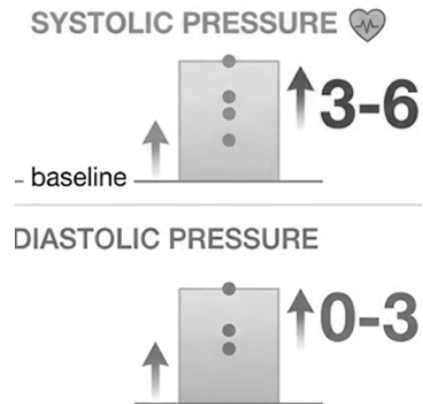 SYSTOLIC PRESSURE
3-6
- baseline
DIASTOLIC PRESSURE
0-3